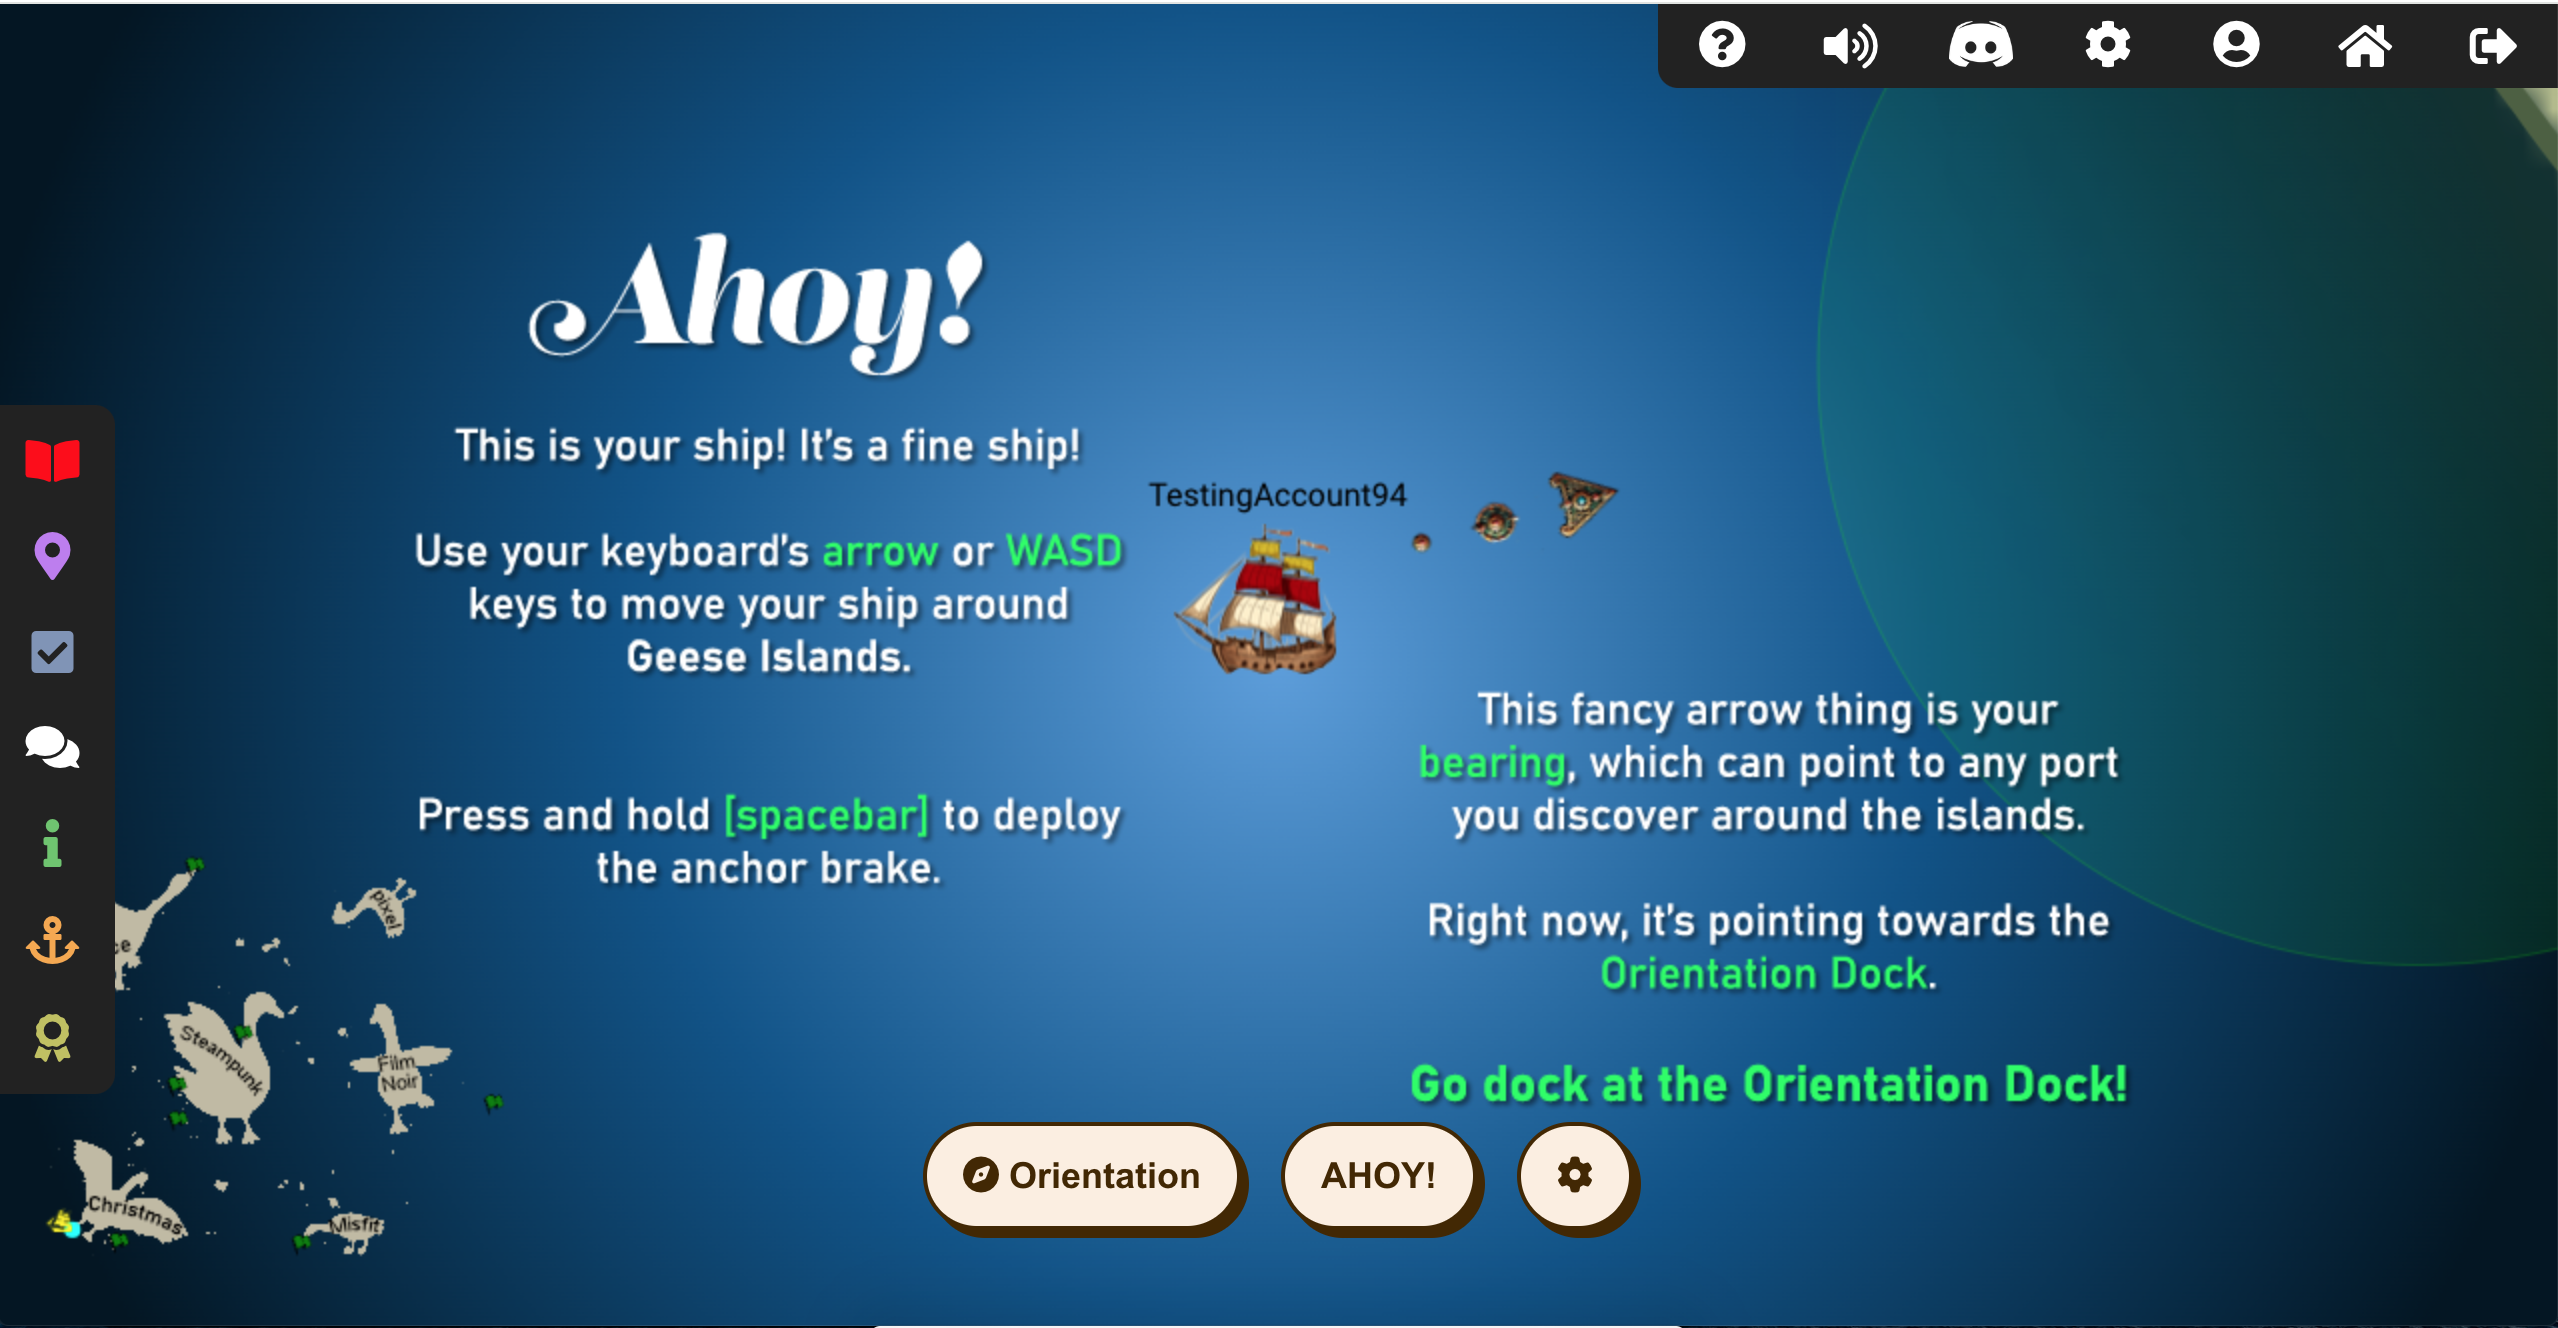 Ahoy!
This is your ship! It's a fine ship!
TestingAccount94
Use your keyboard's arrow or WASD
keys to move your ship around
Geese Islands.
Press and hold [spacebar] to deploy
the anchor brake.
This fancy arrow thing is your
bearing, which can point to any port
you discover around the islands.
Right now, it's pointing towards the
Orientation Dock.
Go dock at the Orientation Dock!
pixel
Steampunk
Film
Noir
Christmas
Misfit
Orientation
AHOY!